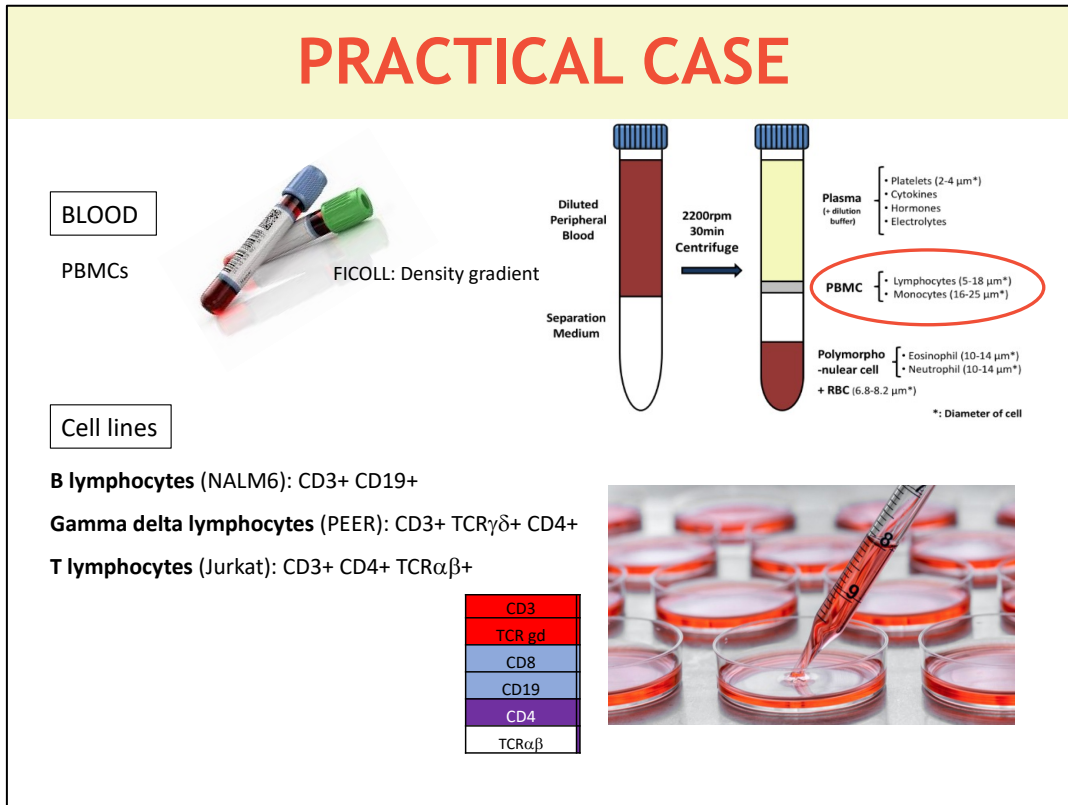 PRACTICAL CASE
BLOOD
PBMCs
FICOLL: Density gradient
Diluted
Peripheral
Blood
Separation
Medium
2200rpm
30min
Centrifuge
Plasma
(+ dilution
buffer)
• Platelets (2-4 µm*)
• Cytokines
• Hormones
• Electrolytes
PBMC
• Lymphocytes (5-18 µm*)
• Monocytes (16-25 µm*)
Polymorpho
-nulear cell
• Eosinophil (10-14 µm*)
• Neutrophil (10-14 µm*)
+ RBC (6.8-8.2 µm*)
*: Diameter of cell
Cell lines
B lymphocytes (NALM6): CD3+ CD19+
Gamma delta lymphocytes (PEER): CD3+ TCRγδ+ CD4+
T lymphocytes (Jurkat): CD3+ CD4+ TCRαβ+
CD3
TCR gd
CD8
CD19
CD4
TCRαβ
8
9